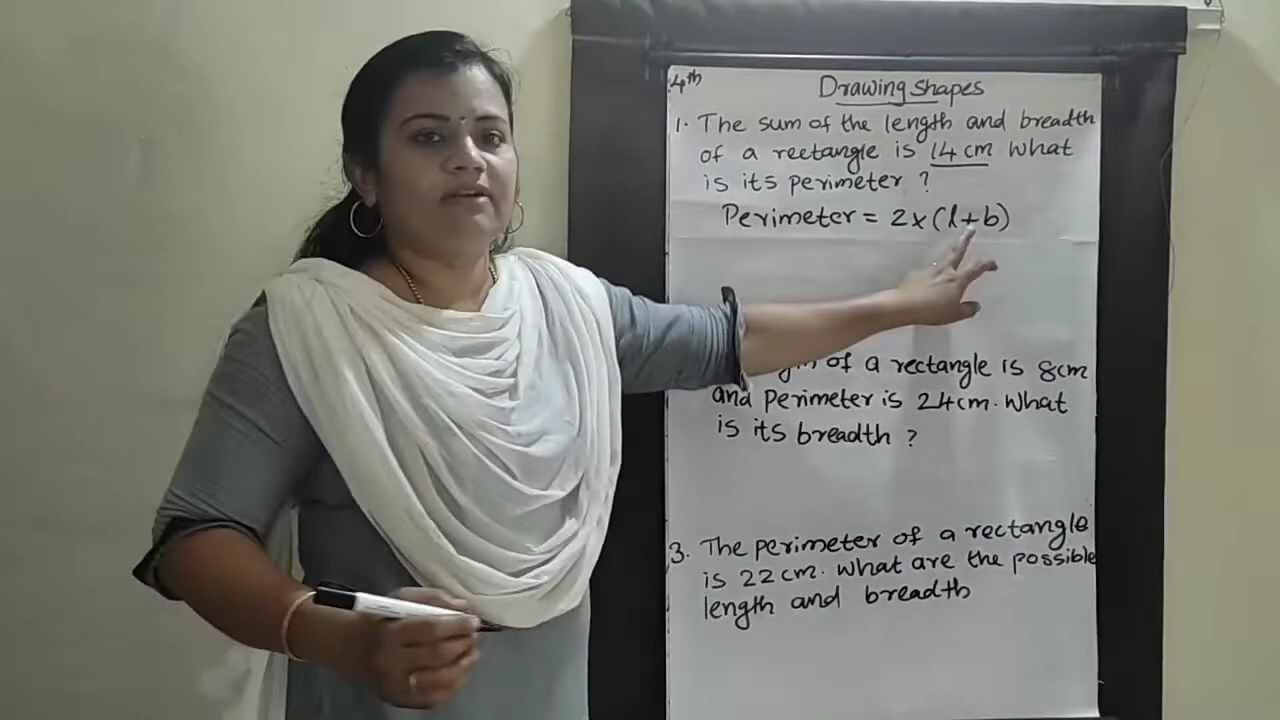 4th
Drawing shapes
1. The sum of the length and breadth
of a rectangle is 14 cm what
is its perimeter ?
Perimeter = 2 x (l+b)
of a rectangle is 8cm
and perimeter is 24cm. What
is its breadth ?
3. The perimeter of a rectangle
is 22 cm. what are the possible
length and breadth